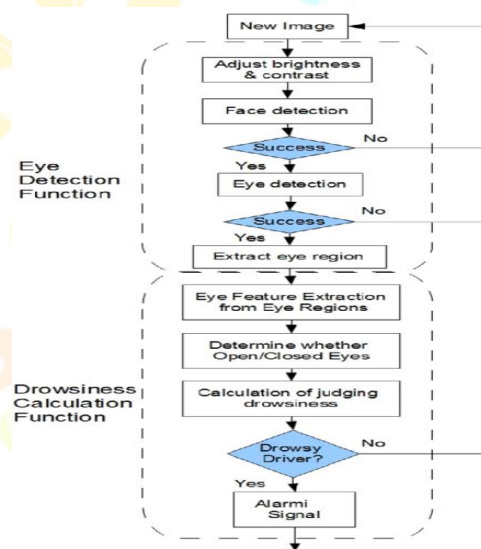 New Image
Adjust brightness
& contrast
Face detection
Success
No
Yes
Eye
Detection
Function
Eye detection
Success
No
Yes
Extract eye region
Eye Feature Extraction
from Eye Regions
Determine whether
Open/Closed Eyes
Drowsiness
Calculation
Function
Calculation of judging
drowsiness
Drowsy
Driver?
No
Yes
Alarmi
Signal